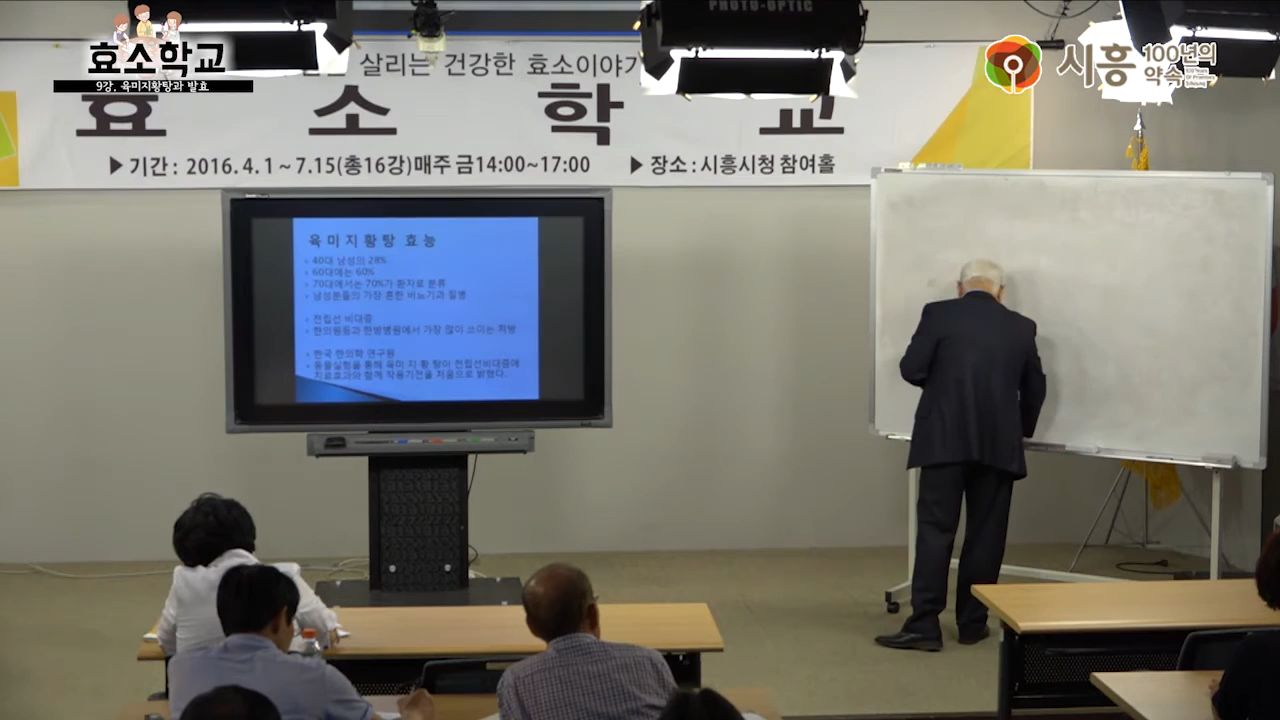 PHOTO-OPTIC
효소학교
9강. 육미지황탕과 발효
살리는 건강한 효소이야기
시흥 100년의 약속
효 소 학 교
▶기간 : 2016.4.1~7.15(총16강)매주 금14:00~17:00 ▶장소 : 시흥시청 참여홀
육 미 지 황 탕 효 능
40대 남성의 28%
60대에는 60%
70대에서는 70%가 환자로 분류
남성분들의 가장 흔한 비뇨기과 질병
전립선 비대증
한의원등과 한방병원에서 가장 많이 쓰이는 처방
한국 한의학 연구원
동물실험을 통해 육미 지 황 탕이 전립선비대증에
치료효과와 함께 작용기전을 처음으로 밝혔다.